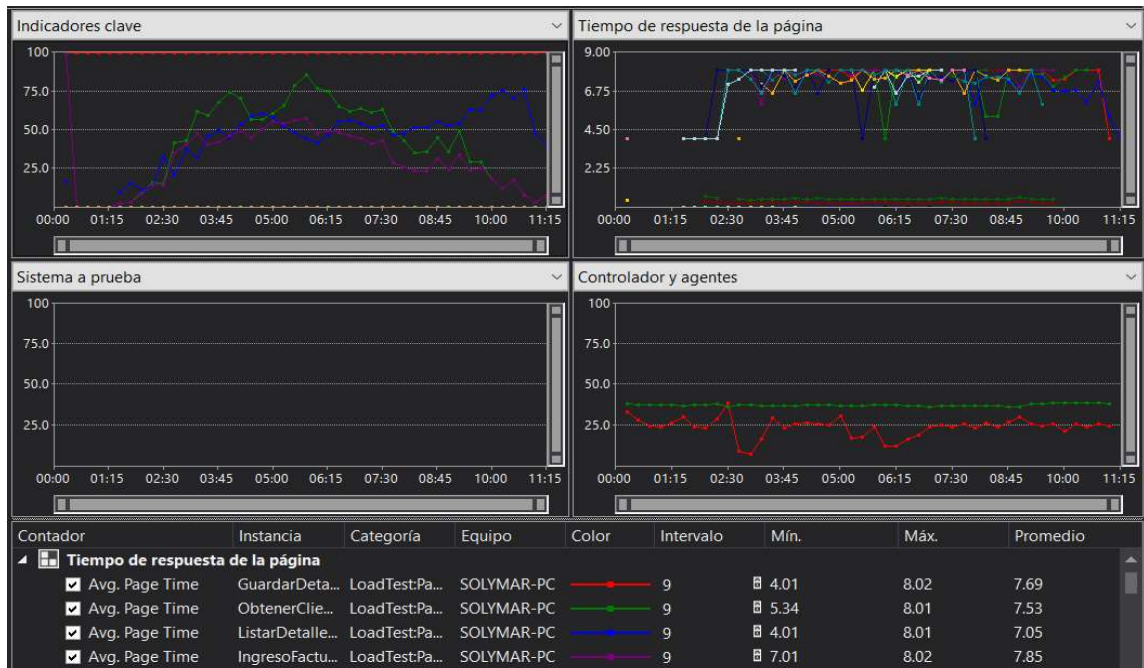 Indicadores clave
100
75.0
50.0
25.0
00:00 01:15 02:30 03:45 05:00 06:15 07:30 08:45 10:00 11:15
Tiempo de respuesta de la página
9.00
6.75
4.50
2.25
00:00 01:15 02:30 03:45 05:00 06:15 07:30 08:45 10:00 11:15
Sistema a prueba
100
75.0
50.0
25.0
00:00 01:15 02:30 03:45 05:00 06:15 07:30 08:45 10:00 11:15
Controlador y agentes
100
75.0
50.0
25.0
00:00 01:15 02:30 03:45 05:00 06:15 07:30 08:45 10:00 11:15
Contador Instancia Categoría Equipo Color Intervalo Mín. Máx. Promedio
Tiempo de respuesta de la página
Avg. Page Time GuardarDeta... LoadTest:Pa... SOLYMAR-PC 9 4.01 8.02 7.69
Avg. Page Time ObtenerClie... LoadTest:Pa... SOLYMAR-PC 9 5.34 8.01 7.53
Avg. Page Time ListarDetalle... LoadTest:Pa... SOLYMAR-PC 9 4.01 8.01 7.05
Avg. Page Time IngresoFactu... LoadTest:Pa... SOLYMAR-PC 9 7.01 8.02 7.85